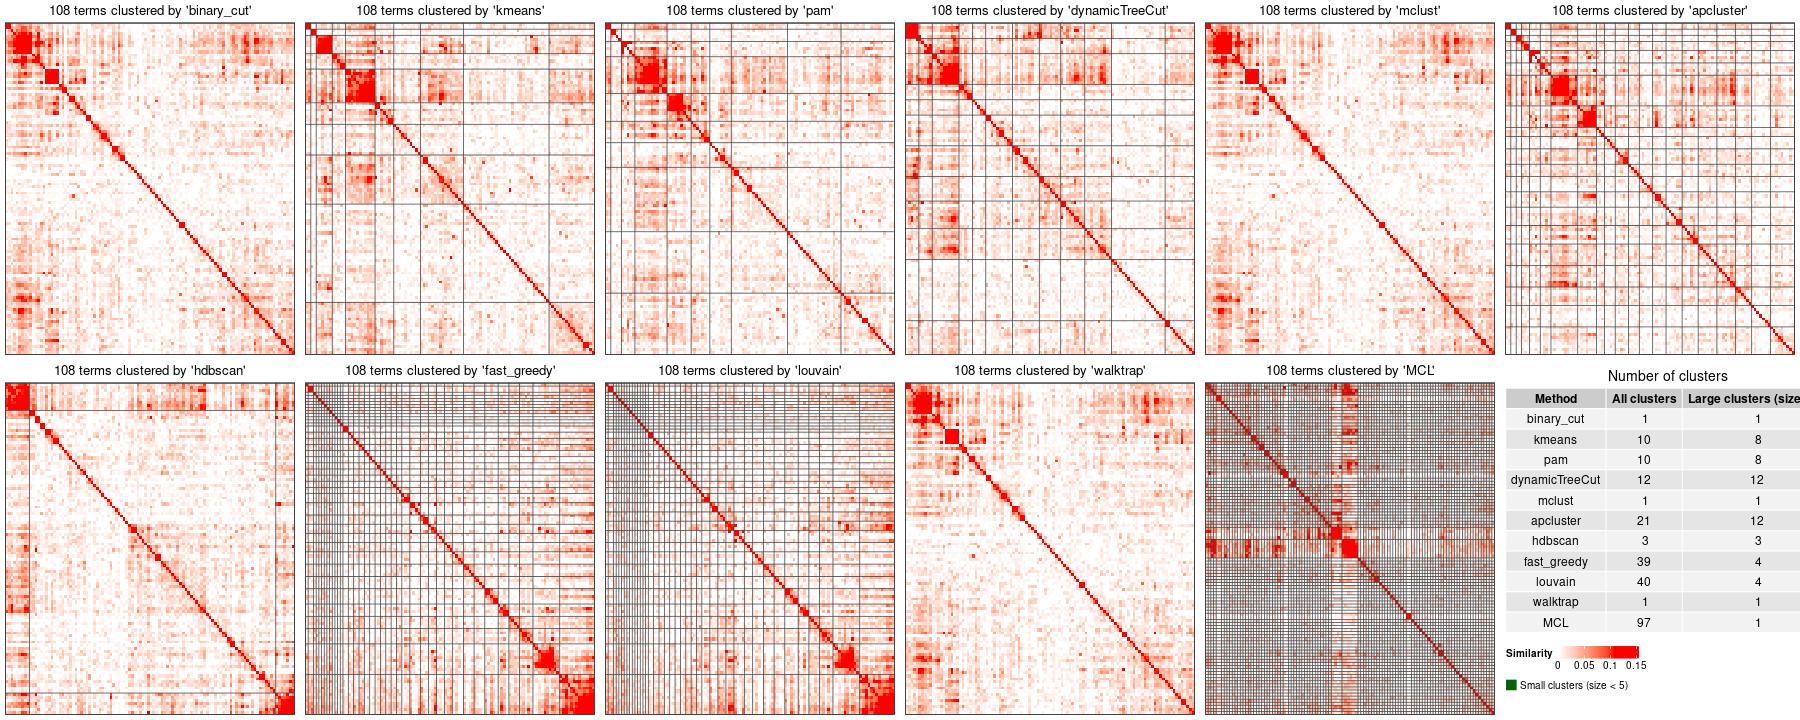 108 terms clustered by 'binary_cut'
108 terms clustered by 'kmeans'
108 terms clustered by 'pam'
108 terms clustered by 'dynamicTreeCut'
108 terms clustered by 'mclust'
108 terms clustered by 'apcluster'
108 terms clustered by 'hdbscan'
108 terms clustered by 'fast_greedy'
108 terms clustered by 'louvain'
108 terms clustered by 'walktrap'
108 terms clustered by 'MCL'
Number of clusters
Method All clusters Large clusters (size
binary_cut 1 1
kmeans 10 8
pam 10 8
dynamicTreeCut 12 12
mclust 1 1
apcluster 21 12
hdbscan 3 3
fast_greedy 39 4
louvain 40 4
walktrap 1 1
MCL 97 1
Similarity
0 0.05 0.1 0.15
Small clusters (size < 5)